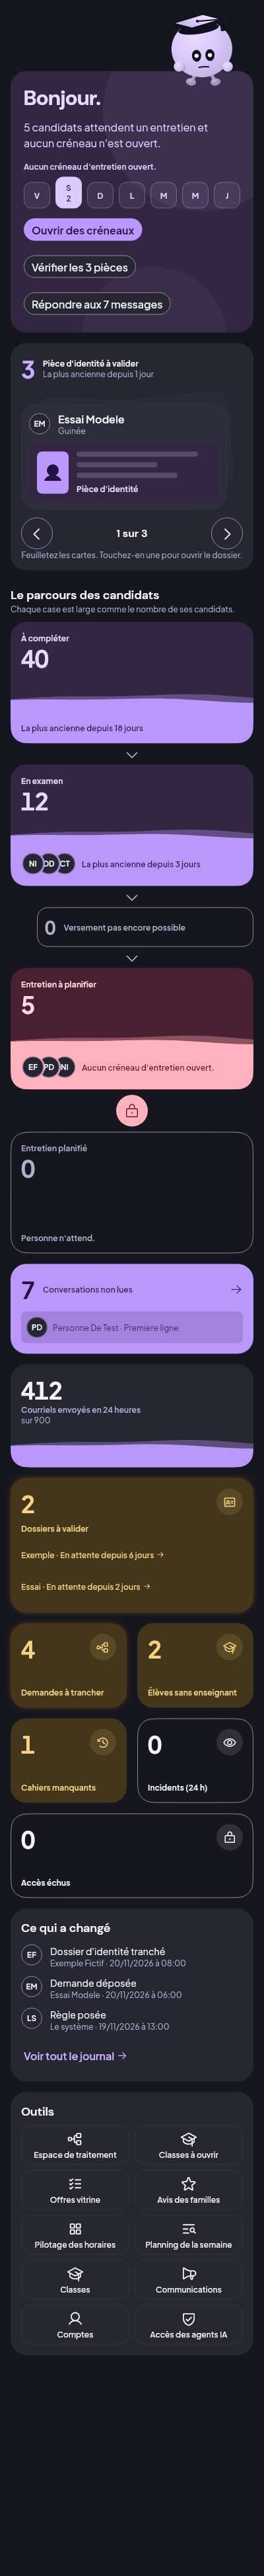 Bonjour.
5 candidats attendent un entretien et
aucun créneau n'est ouvert.
Aucun créneau d'entretien ouvert.
V
S
2
D
L
M
M
J
Ouvrir des créneaux
Vérifier les 3 pièces
Répondre aux 7 messages
3
Pièce d'identité à valider
La plus ancienne depuis 1 jour
EM
Essai Modele
Guinée
Pièce d'identité
1 sur 3
Feuilletez les cartes. Touchez-en une pour ouvrir le dossier.
Le parcours des candidats
Chaque case est large comme le nombre de ses candidats.
À compléter
40
La plus ancienne depuis 18 jours
En examen
12
NI
DD
CT
La plus ancienne depuis 3 jours
0
Versement pas encore possible
Entretien à planifier
5
EF
PD
NI
Aucun créneau d'entretien ouvert.
Entretien planifié
0
Personne n'attend.
7
Conversations non lues
PD
Personne De Test · Premiere ligne
412
Courriels envoyés en 24 heures
sur 900
2
Dossiers à valider
Exemple · En attente depuis 6 jours →
Essai · En attente depuis 2 jours →
4
Demandes à trancher
2
Élèves sans enseignant
1
Cahiers manquants
0
Incidents (24 h)
0
Accès échus
Ce qui a changé
EF
Dossier d'identité tranché
Exemple Fictif · 20/11/2026 à 08:00
EM
Demande déposée
Essai Modele · 20/11/2026 à 06:00
LS
Règle posée
Le système · 19/11/2026 à 13:00
Voir tout le journal →
Outils
Espace de traitement
Classes à ouvrir
Offres vitrine
Avis des familles
Pilotage des horaires
Planning de la semaine
Classes
Communications
Comptes
Accès des agents IA